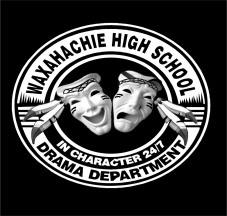 WAXAHACHIE HIGH SCHOOL
IN CHARACTER 24/7
DRAMA DEPARTMENT